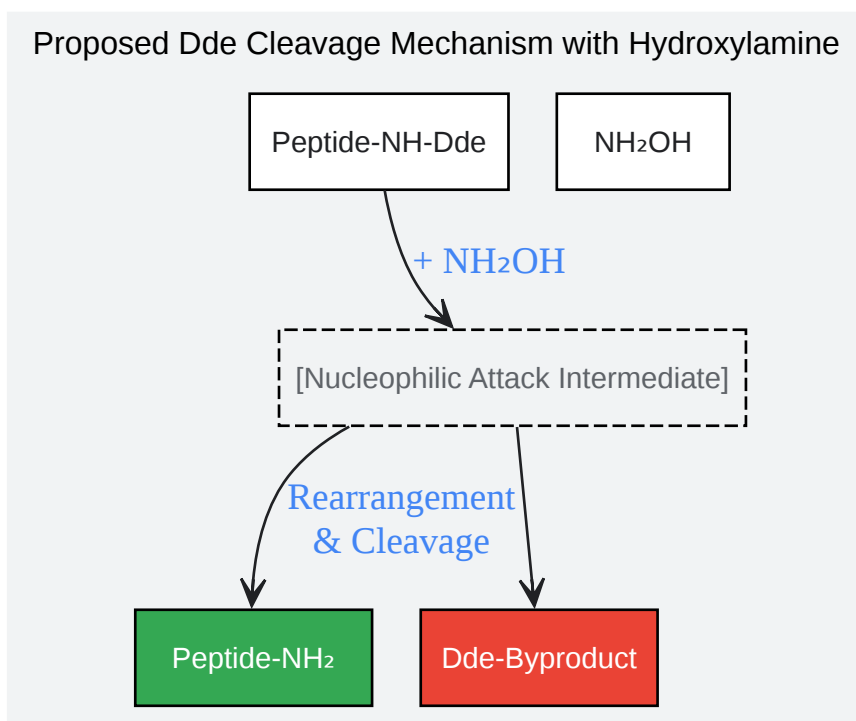 Proposed Dde Cleavage Mechanism with Hydroxylamine
Peptide-NH-Dde
NH₂OH
+ NH₂OH
[Nucleophilic Attack Intermediate]
Rearrangement
& Cleavage
Peptide-NH₂
Dde-Byproduct